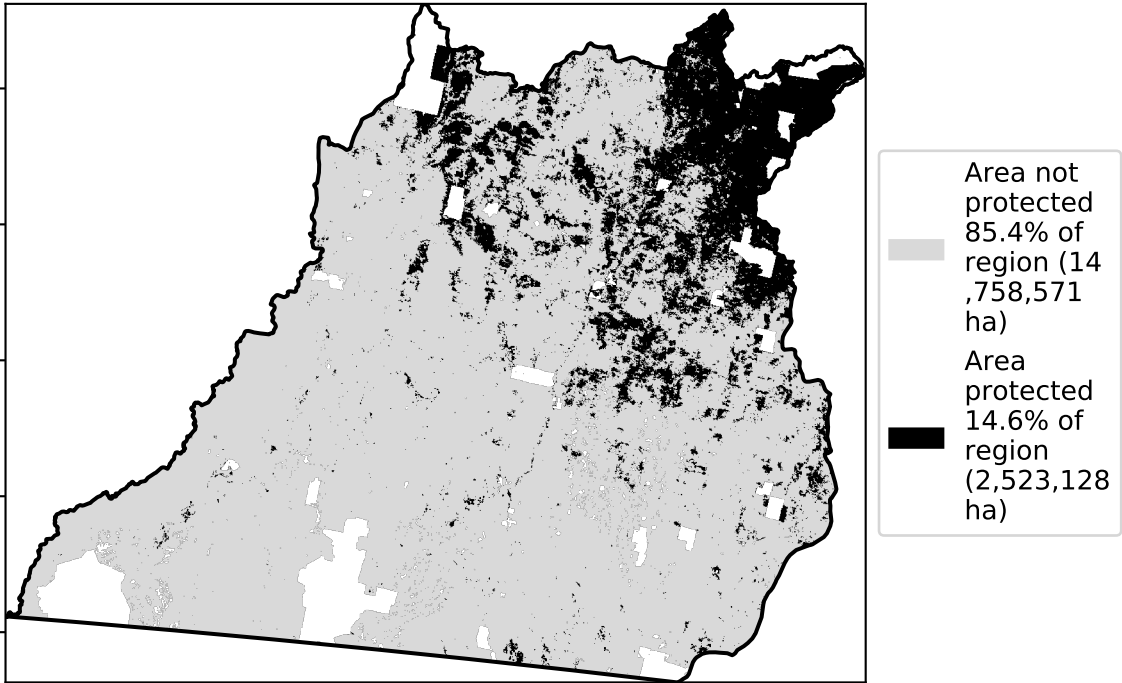 Area not
protected
85.4% of
region (14
,758,571
ha)
Area
protected
14.6% of
region
(2,523,128
ha)